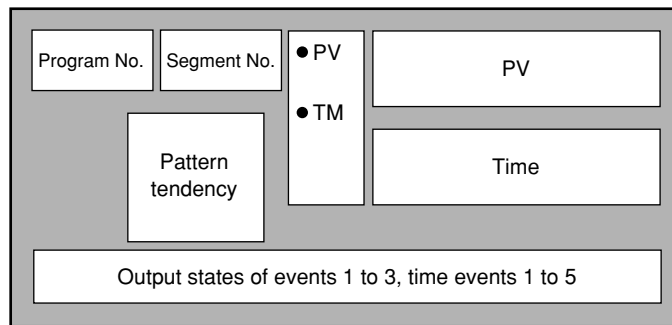 Program No.
Segment No.
● PV
PV
● TM
Pattern
tendency
Time
Output states of events 1 to 3, time events 1 to 5